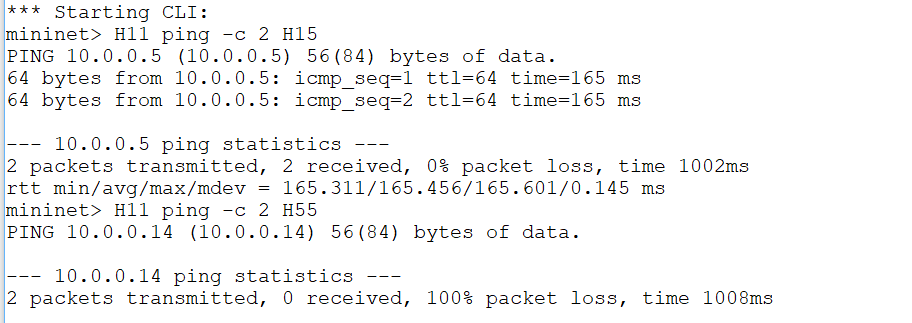 *** Starting CLI:
mininet> H11 ping -c 2 H15
PING 10.0.0.5 (10.0.0.5) 56(84) bytes of data.
64 bytes from 10.0.0.5: icmp_seq=1 ttl=64 time=165 ms
64 bytes from 10.0.0.5: icmp_seq=2 ttl=64 time=165 ms
--- 10.0.0.5 ping statistics ---
2 packets transmitted, 2 received, 0% packet loss, time 1002ms
rtt min/avg/max/mdev = 165.311/165.456/165.601/0.145 ms
mininet> H11 ping -c 2 H55
PING 10.0.0.14 (10.0.0.14) 56(84) bytes of data.
--- 10.0.0.14 ping statistics ---
2 packets transmitted, 0 received, 100% packet loss, time 1008ms